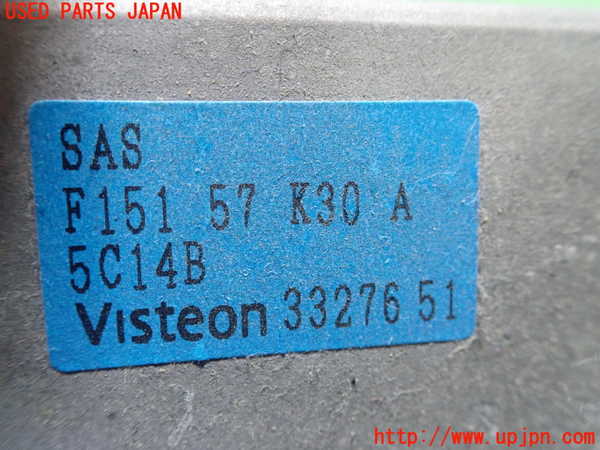 USED PARTS JAPAN
SAS
F151 57 K30 A
5C14B
Visteon 33276 51
http://www.upjpn.com